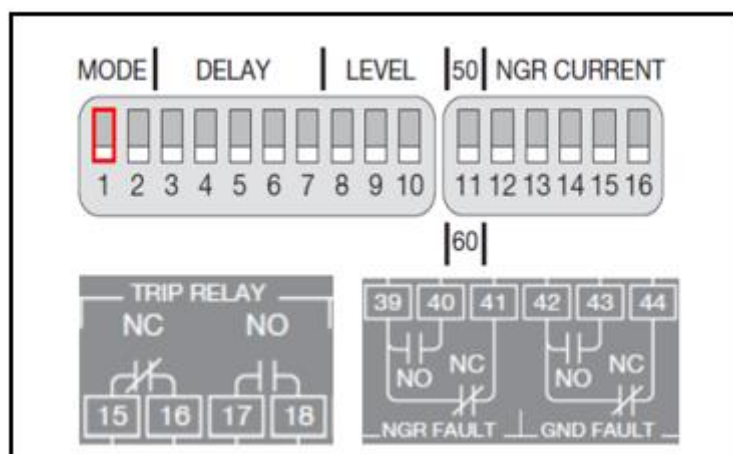 MODE DELAY LEVEL 50 NGR CURRENT
1 2 3 4 5 6 7 8 9 10 11 12 13 14 15 16
60
TRIP RELAY
NC NO
15 16 17 18
39 40 41 42 43 44
NO NC NO NC
NGR FAULT GND FAULT